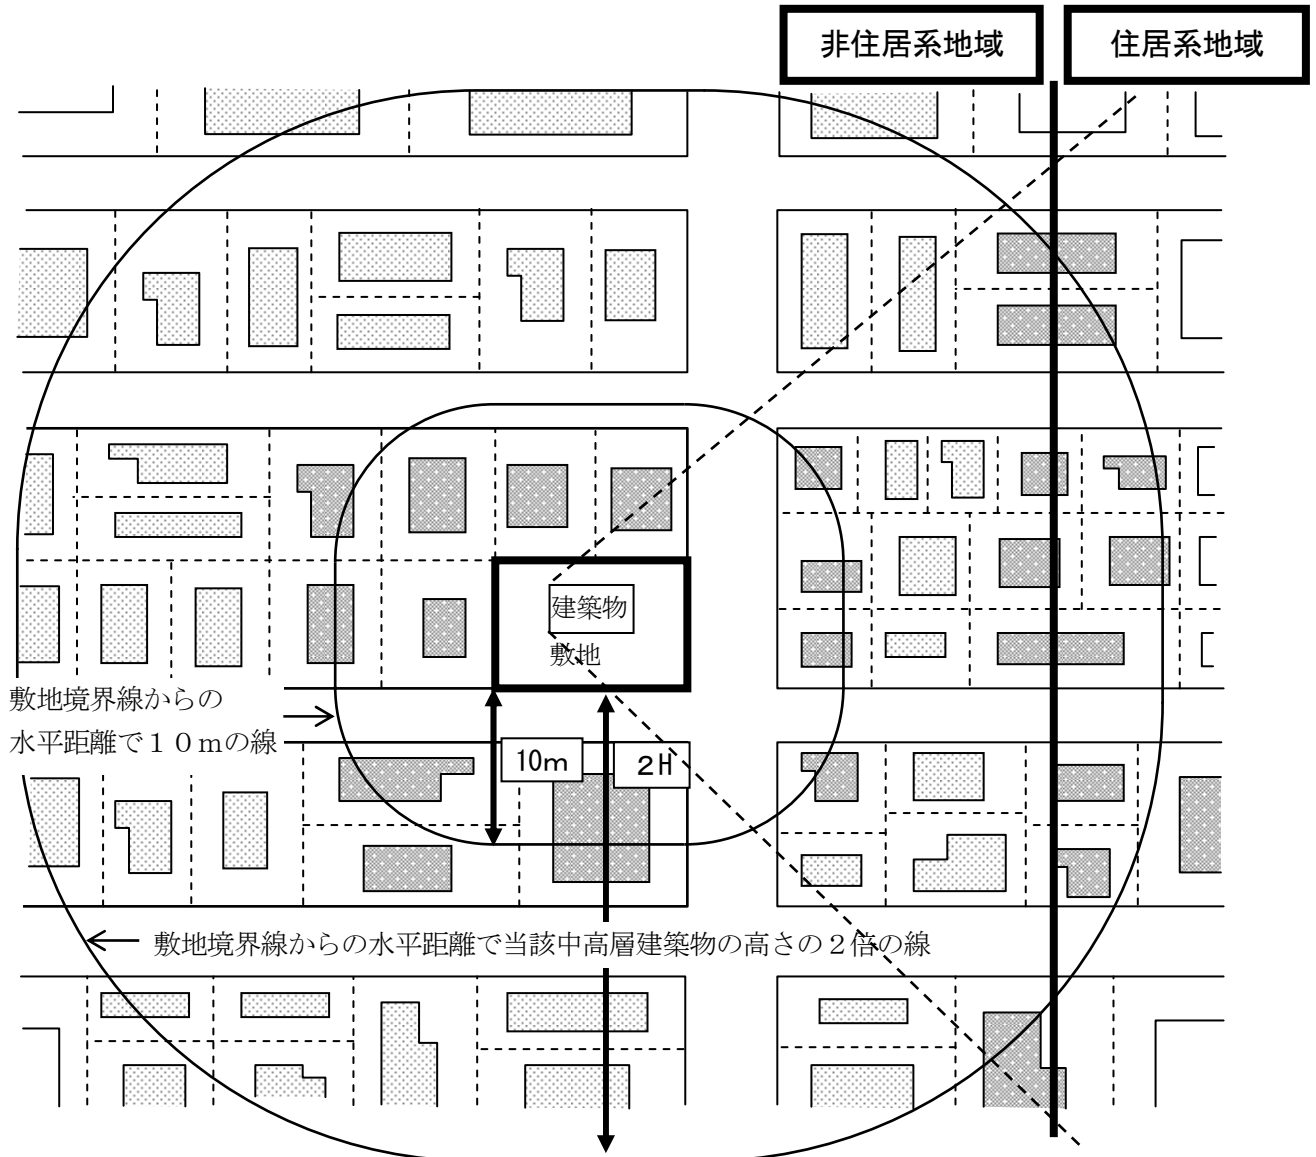 非住居系地域
住居系地域
建築物
敷地
敷地境界線からの
水平距離で１０ｍの線
10ｍ
２Ｈ
敷地境界線からの水平距離で当該中高層建築物の高さの２倍の線